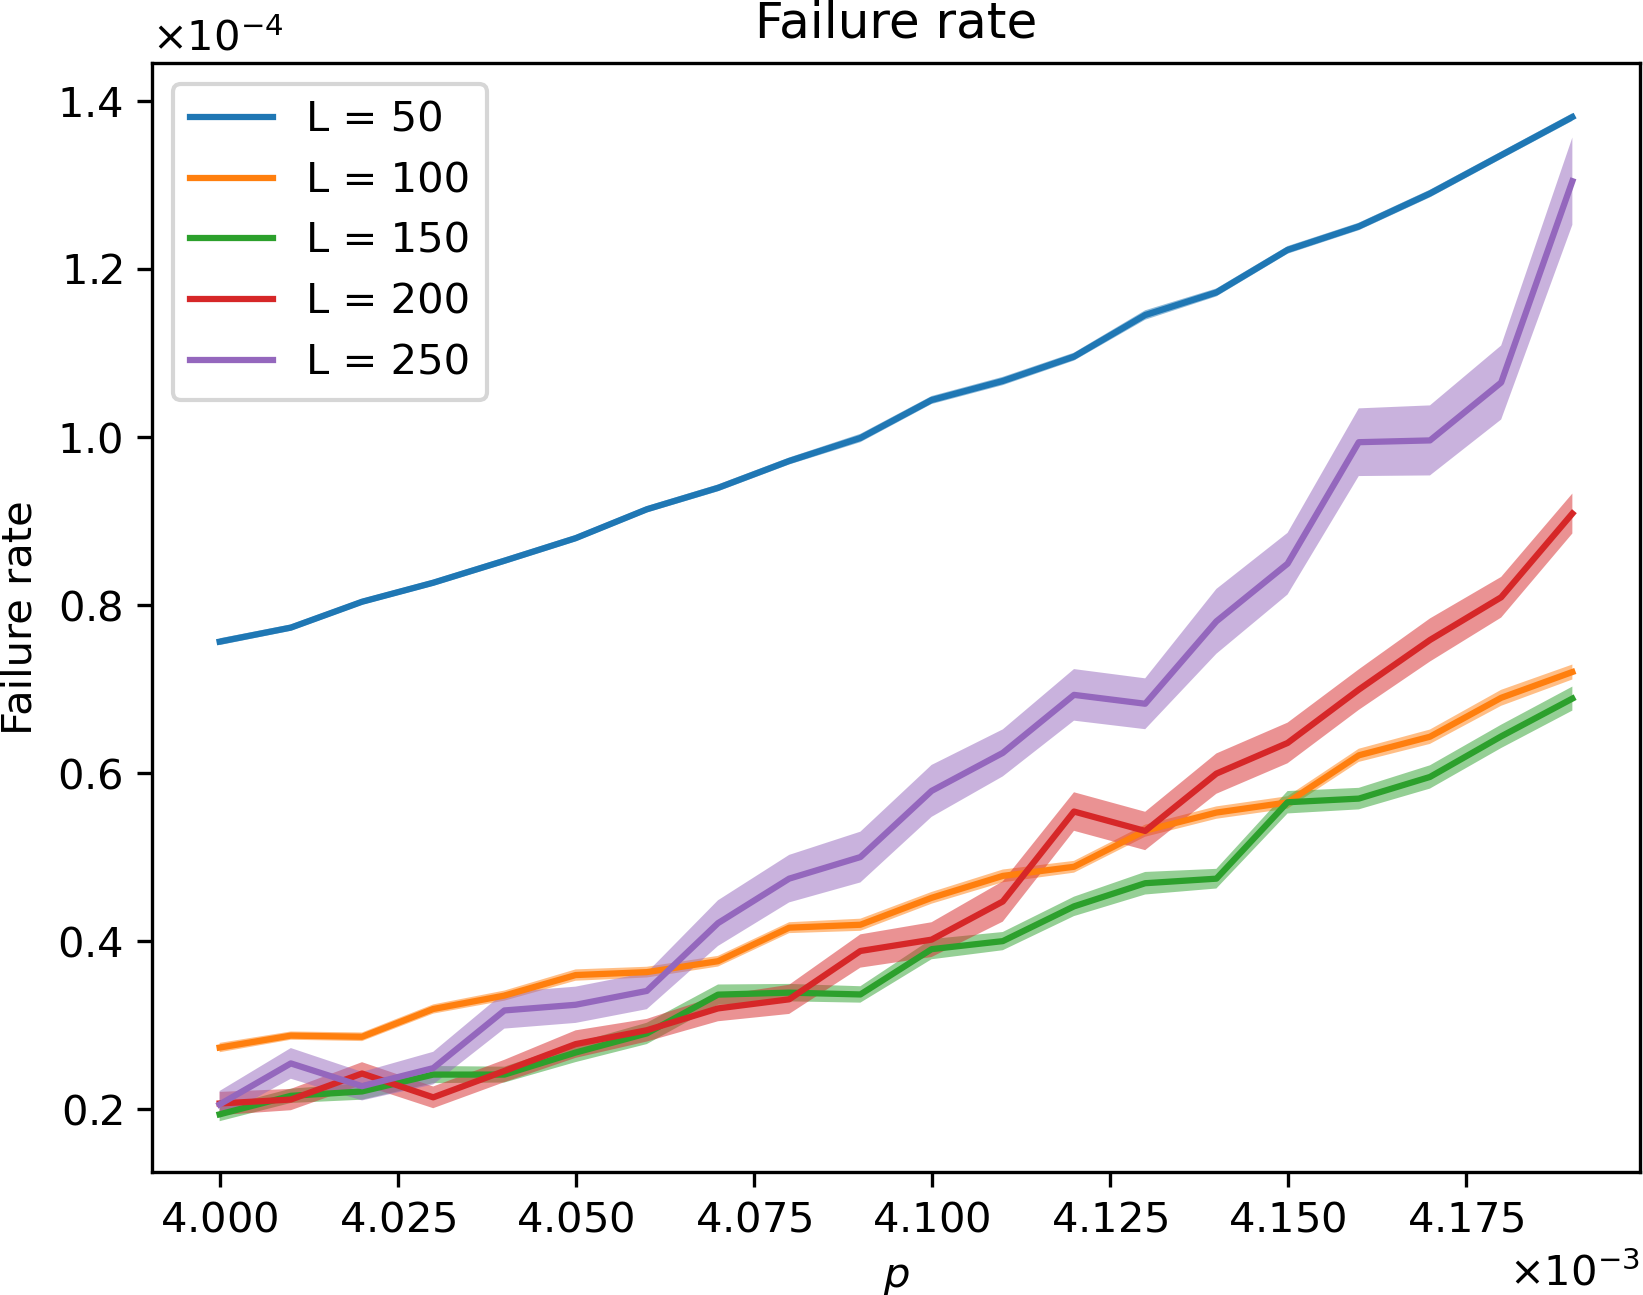 Failure rate
×10⁻⁴
1.4
1.2
1.0
0.8
0.6
0.4
0.2
Failure rate
L = 50
L = 100
L = 150
L = 200
L = 250
4.000 4.025 4.050 4.075 4.100 4.125 4.150 4.175
p
×10⁻³